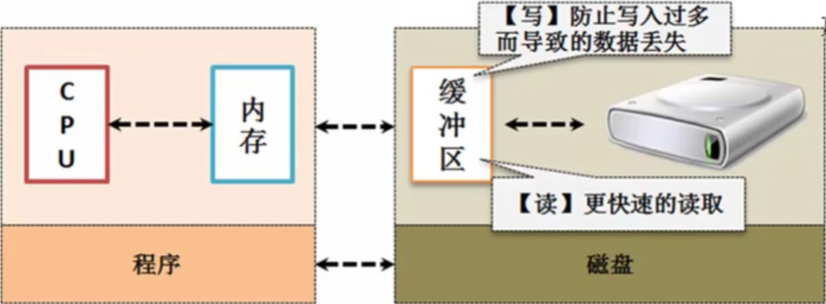 【写】防止写入过多
而导致的数据丢失
CPU
内存
缓冲区
【读】更快速的读取
程序
磁盘